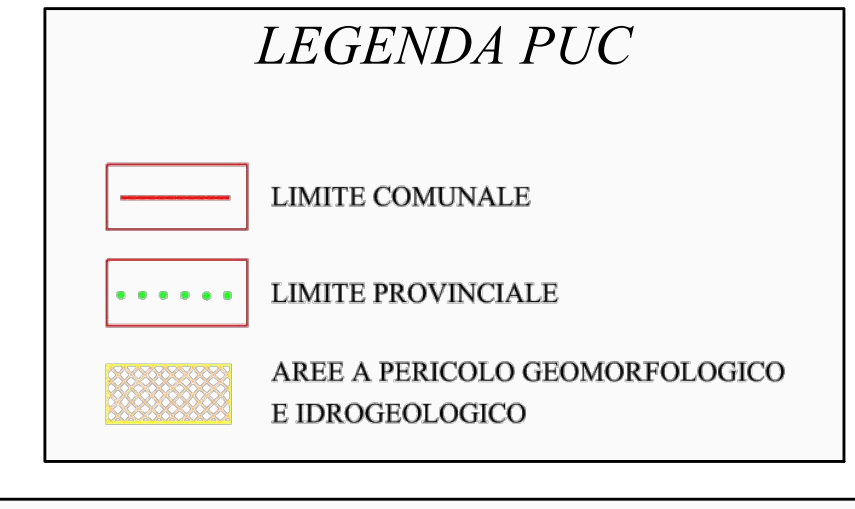 LEGENDA PUC
LIMITE COMUNALE
LIMITE PROVINCIALE
AREE A PERICOLO GEOMORFOLOGICO
E IDROGEOLOGICO